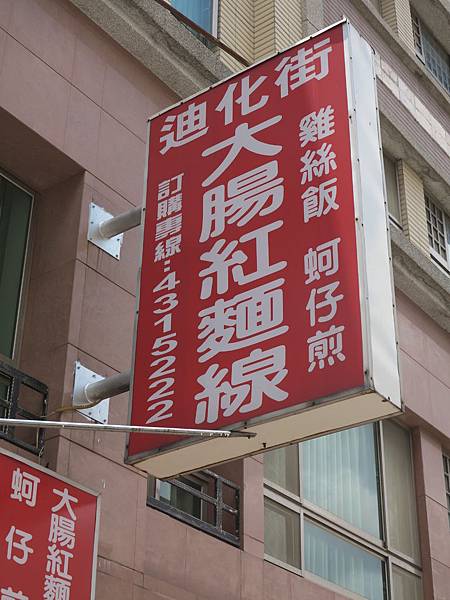 迪化街
雞絲飯 蚵仔煎
大腸紅麵線
訂購專線:4315222
大腸紅麵
蚵仔煎